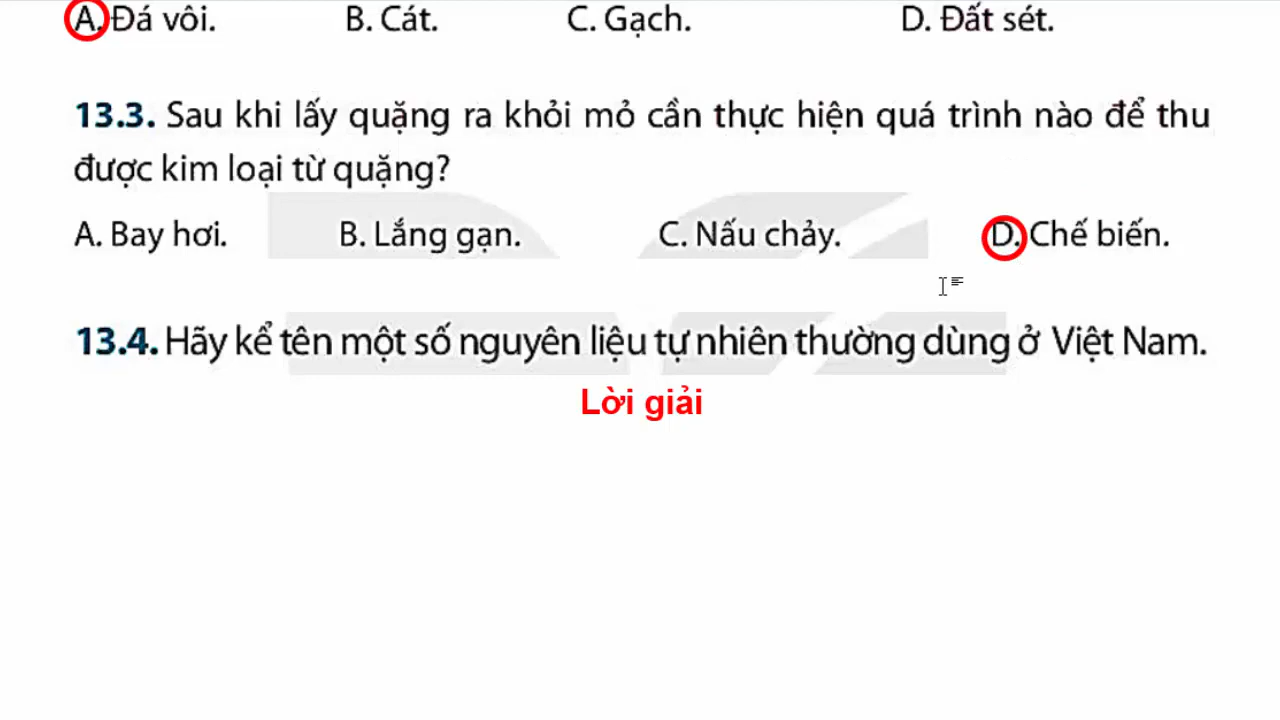 A. Đá vôi. B. Cát. C. Gạch. D. Đất sét.
13.3. Sau khi lấy quặng ra khỏi mỏ cần thực hiện quá trình nào để thu
được kim loại từ quặng?
A. Bay hơi. B. Lắng gạn. C. Nấu chảy. D. Chế biến.
13.4. Hãy kể tên một số nguyên liệu tự nhiên thường dùng ở Việt Nam.
Lời giải